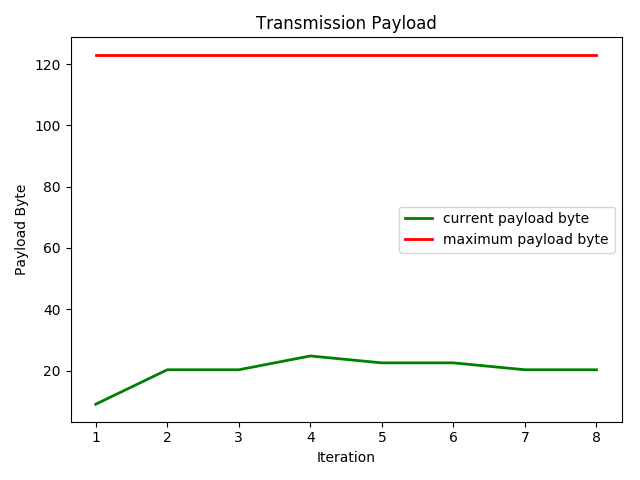 Transmission Payload
Payload Byte
120
100
80
60
40
20
current payload byte
maximum payload byte
1 2 3 4 5 6 7 8
Iteration